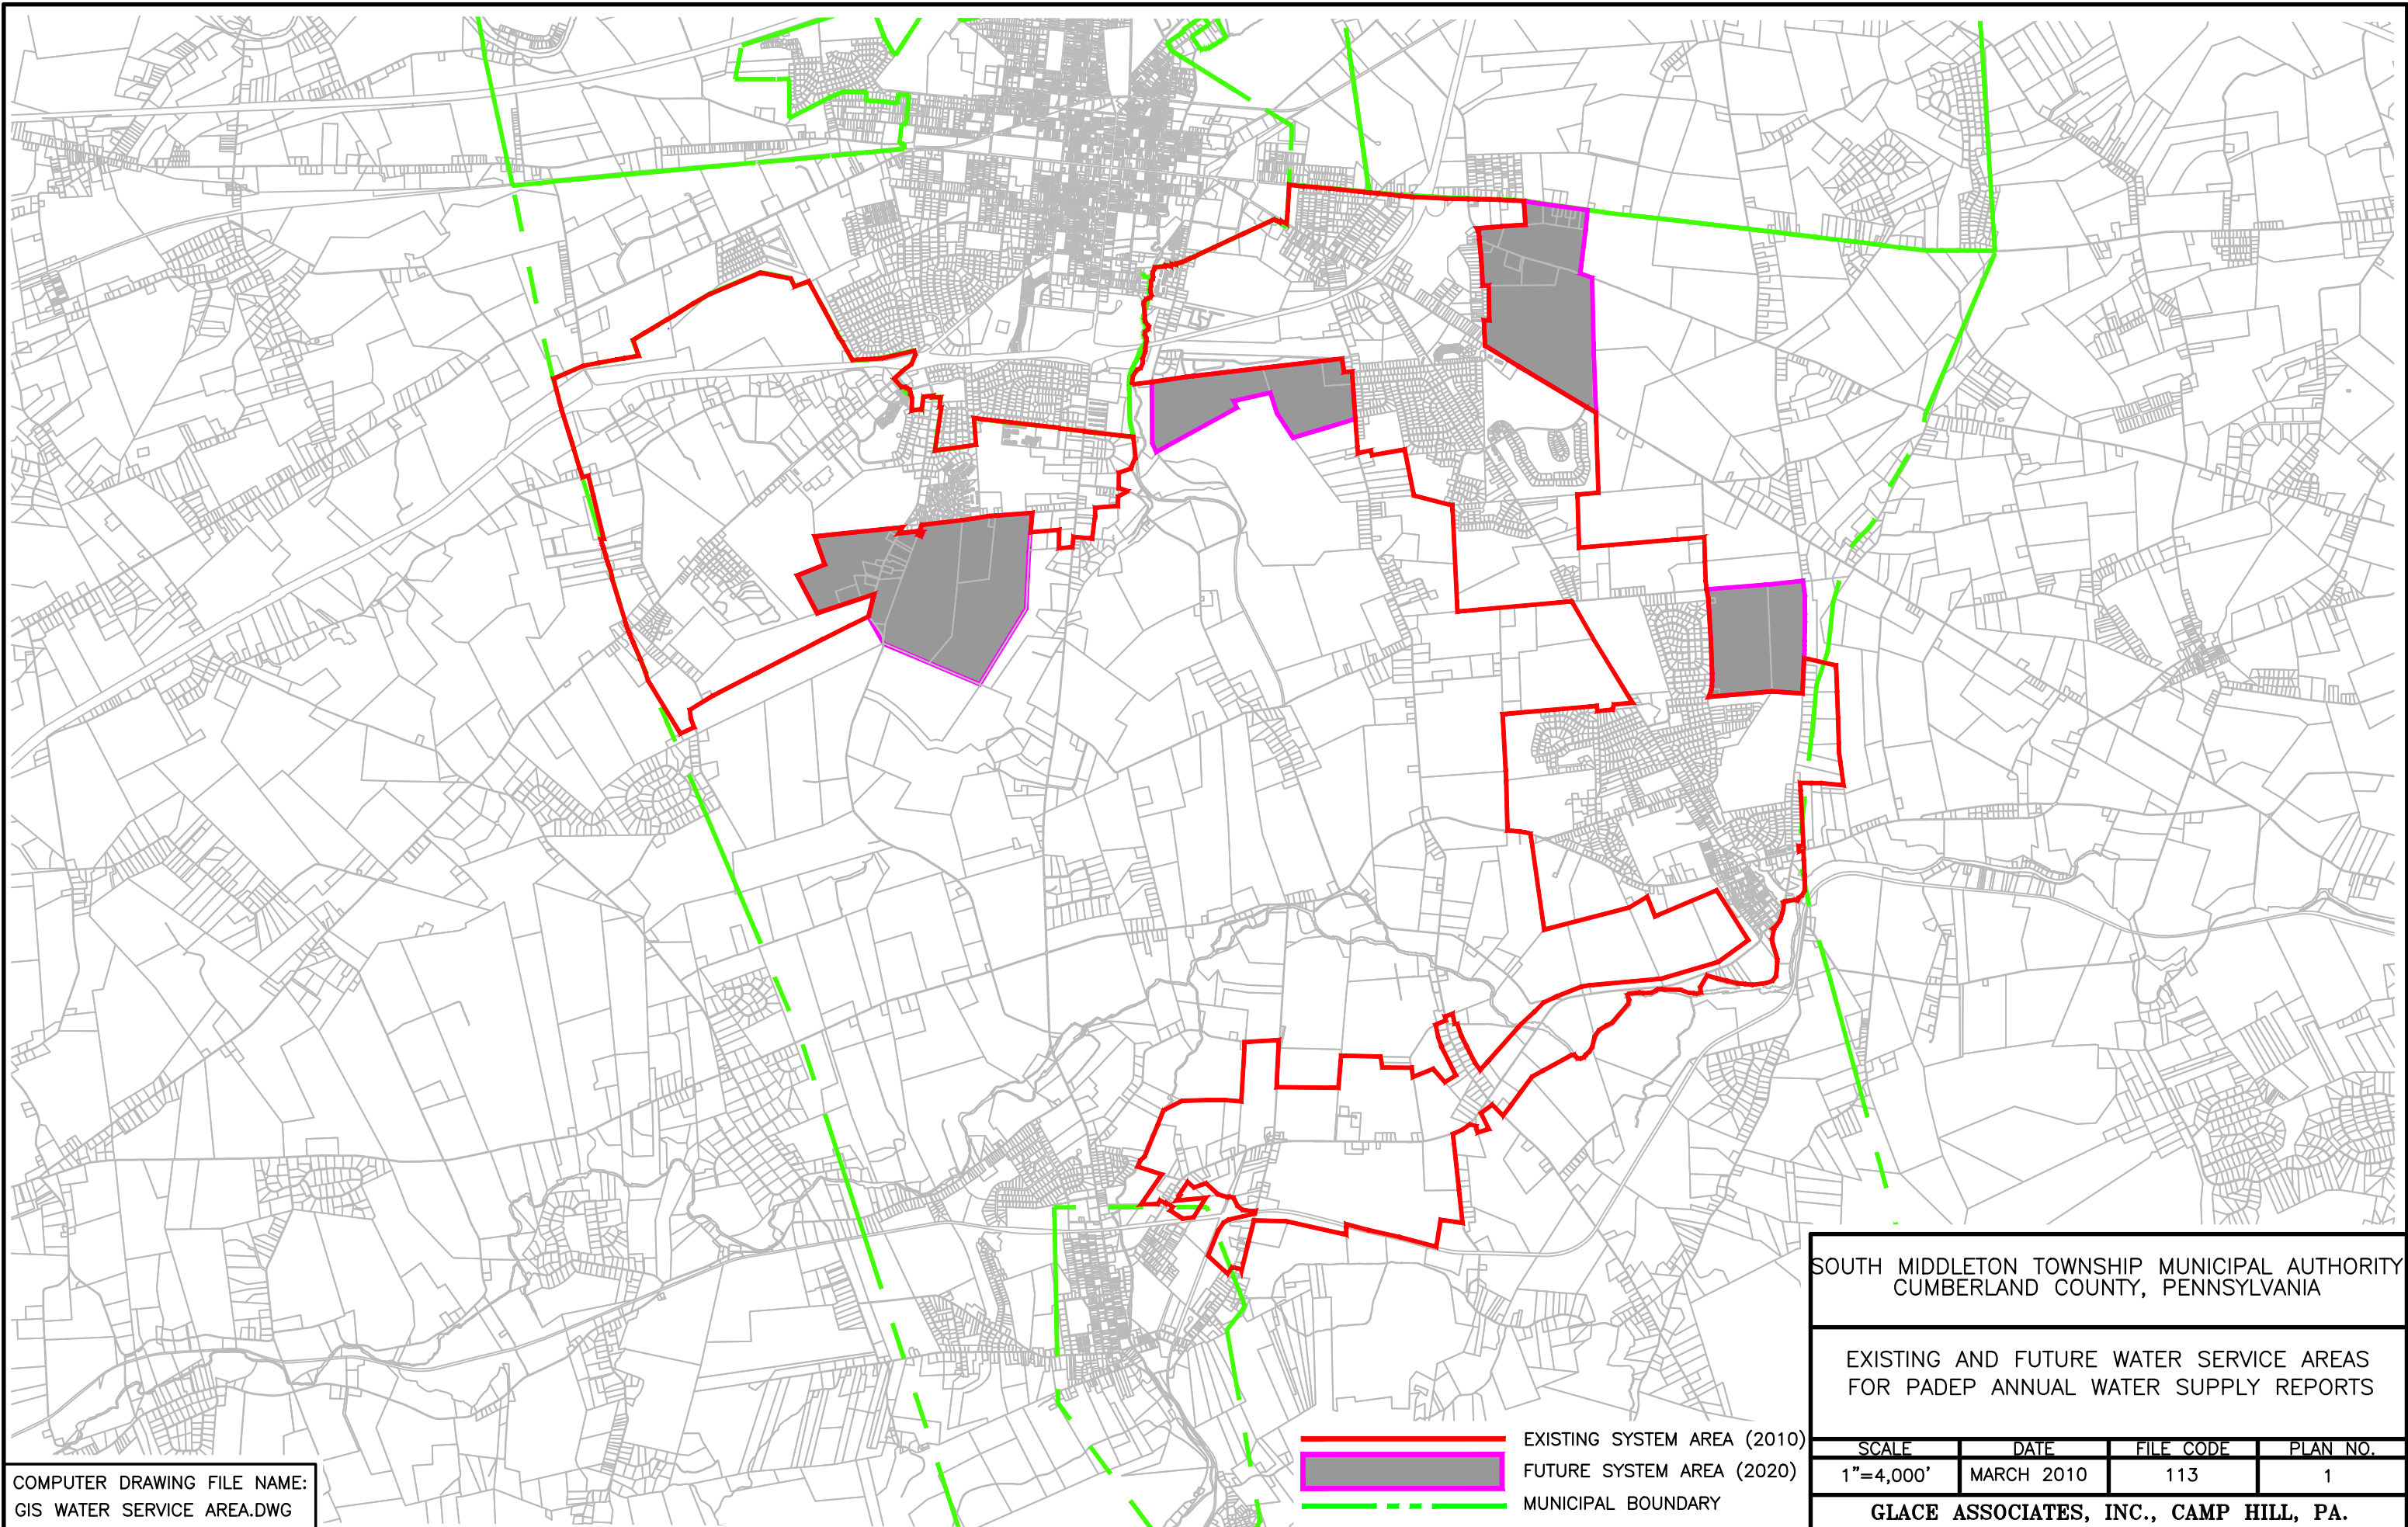 SOUTH MIDDLETON TOWNSHIP MUNICIPAL AUTHORITY
CUMBERLAND COUNTY, PENNSYLVANIA
EXISTING AND FUTURE WATER SERVICE AREAS
FOR PADEP ANNUAL WATER SUPPLY REPORTS
SCALE DATE FILE CODE PLAN NO.
1"=4,000' MARCH 2010 113 1
GLACE ASSOCIATES, INC., CAMP HILL, PA.
EXISTING SYSTEM AREA (2010)
FUTURE SYSTEM AREA (2020)
MUNICIPAL BOUNDARY
COMPUTER DRAWING FILE NAME:
GIS WATER SERVICE AREA.DWG